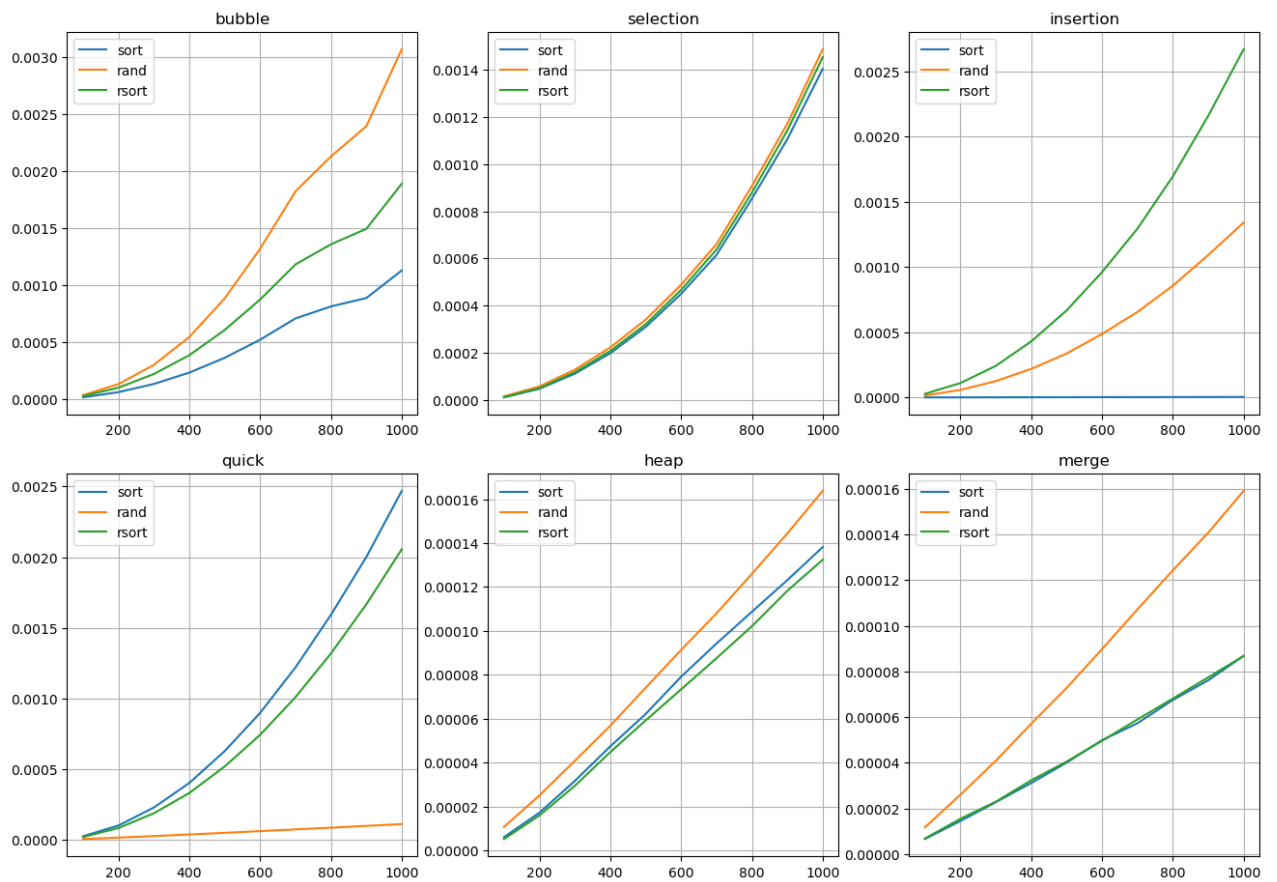 bubble
sort
rand
rsort
0.0030
0.0025
0.0020
0.0015
0.0010
0.0005
0.0000
200 400 600 800 1000
selection
sort
rand
rsort
0.0014
0.0012
0.0010
0.0008
0.0006
0.0004
0.0002
0.0000
200 400 600 800 1000
insertion
sort
rand
rsort
0.0025
0.0020
0.0015
0.0010
0.0005
0.0000
200 400 600 800 1000
quick
sort
rand
rsort
0.0025
0.0020
0.0015
0.0010
0.0005
0.0000
200 400 600 800 1000
heap
sort
rand
rsort
0.00016
0.00014
0.00012
0.00010
0.00008
0.00006
0.00004
0.00002
0.00000
200 400 600 800 1000
merge
sort
rand
rsort
0.00016
0.00014
0.00012
0.00010
0.00008
0.00006
0.00004
0.00002
0.00000
200 400 600 800 1000